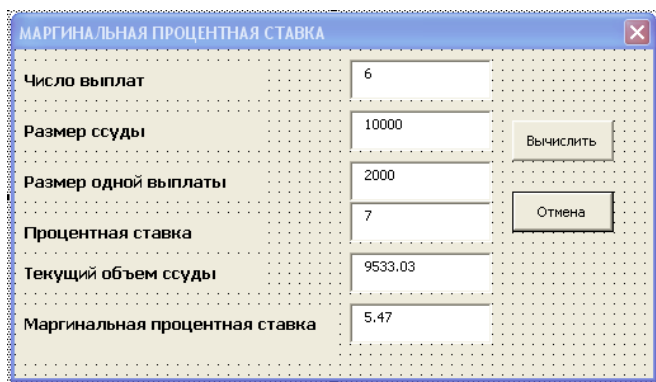 МАРГИНАЛЬНАЯ ПРОЦЕНТНАЯ СТАВКА
Число выплат 6
Размер ссуды 10000
Вычислить
Размер одной выплаты 2000
Процентная ставка 7
Отмена
Текущий объем ссуды 9533.03
Маргинальная процентная ставка 5.47